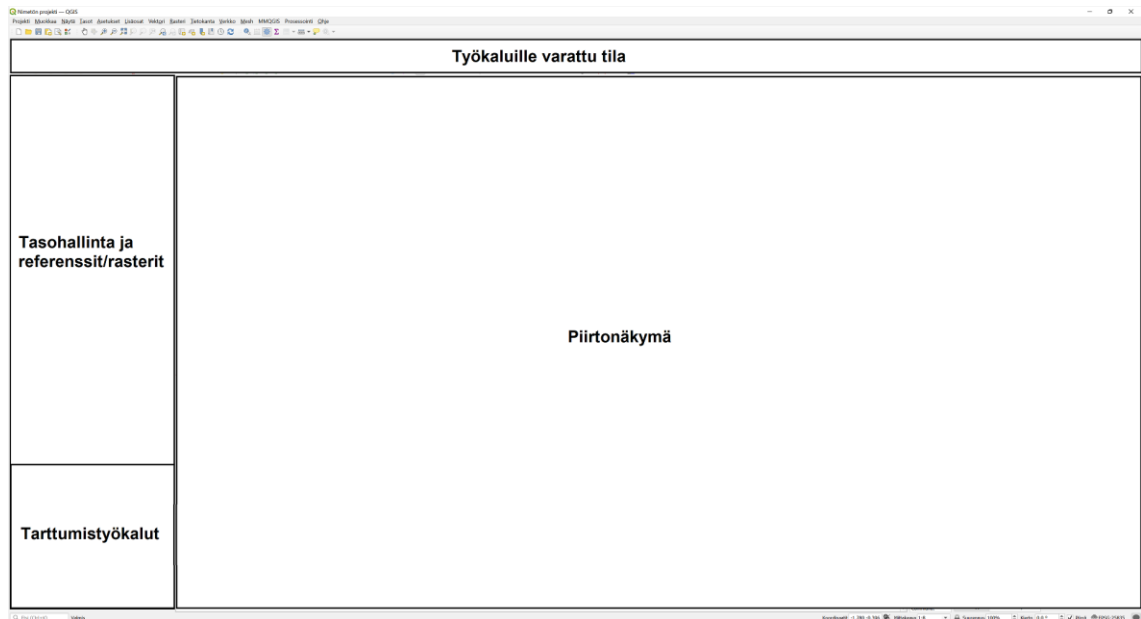 Nimetön projekti — QGIS
Projekti Muokkaa Näytä Tasot Asetukset Lisäosat Vektori Rasteri Tietokanta Verkko Mesh MMQGIS Prosessointi Ohje
Työkaluille varattu tila
Tasohallinta ja
referenssit/rasterit
Piirtonäkymä
Tarttumistyökalut
Valmis